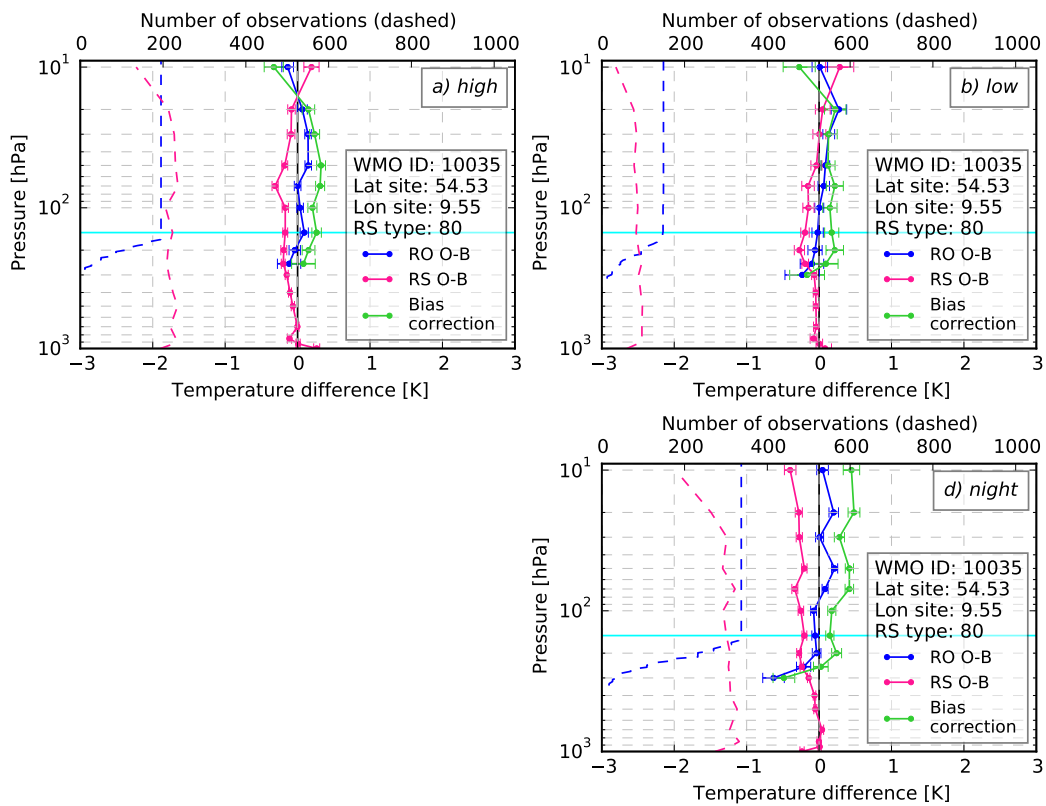 Number of observations (dashed)
0 200 400 600 800 1000
10^1
10^2
10^3
Pressure [hPa]
a) high
WMO ID: 10035
Lat site: 54.53
Lon site: 9.55
RS type: 80
RO O-B
RS O-B
Bias
correction
−3 −2 −1 0 1 2 3
Temperature difference [K]
Number of observations (dashed)
0 200 400 600 800 1000
10^1
10^2
10^3
Pressure [hPa]
b) low
WMO ID: 10035
Lat site: 54.53
Lon site: 9.55
RS type: 80
RO O-B
RS O-B
Bias
correction
−3 −2 −1 0 1 2 3
Temperature difference [K]
Number of observations (dashed)
0 200 400 600 800 1000
10^1
10^2
10^3
Pressure [hPa]
d) night
WMO ID: 10035
Lat site: 54.53
Lon site: 9.55
RS type: 80
RO O-B
RS O-B
Bias
correction
−3 −2 −1 0 1 2 3
Temperature difference [K]